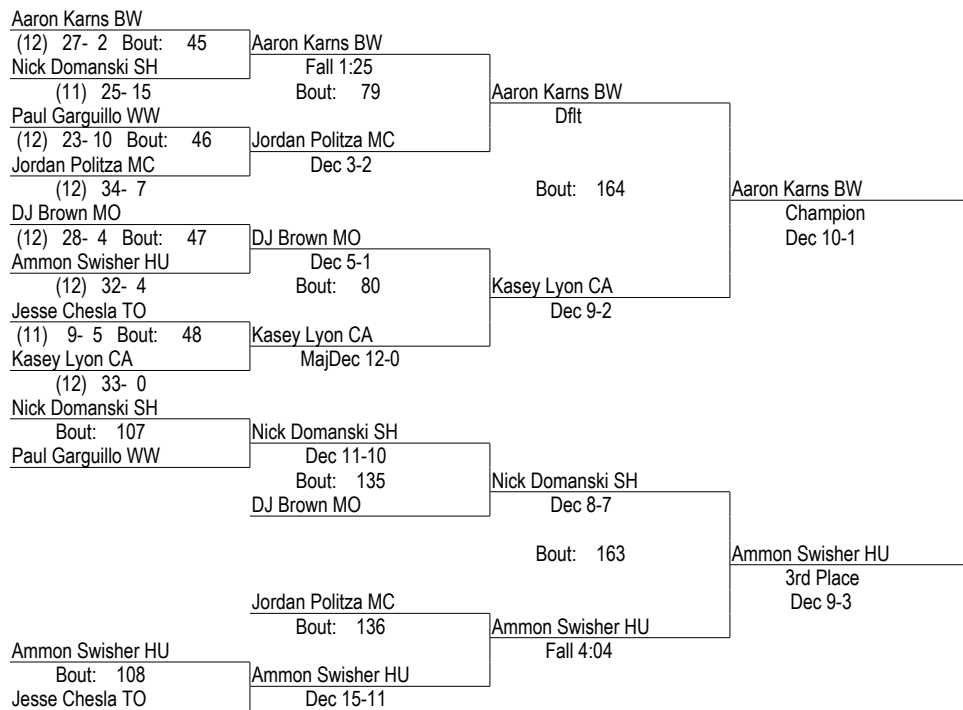 Aaron Karns BW
(12) 27- 2 Bout: 45 Aaron Karns BW
Nick Domanski SH Fall 1:25
(11) 25- 15 Bout: 79 Aaron Karns BW
Paul Garguillo WW Dflt
(12) 23- 10 Bout: 46 Jordan Politza MC
Jordan Politza MC Dec 3-2
(12) 34- 7 Bout: 164 Aaron Karns BW
DJ Brown MO Champion
(12) 28- 4 Bout: 47 DJ Brown MO Dec 10-1
Ammon Swisher HU Dec 5-1
(12) 32- 4 Bout: 80 Kasey Lyon CA
Jesse Chesla TO Dec 9-2
(11) 9- 5 Bout: 48 Kasey Lyon CA
Kasey Lyon CA MajDec 12-0
(12) 33- 0
Nick Domanski SH
Bout: 107 Nick Domanski SH
Paul Garguillo WW Dec 11-10
Bout: 135 Nick Domanski SH
DJ Brown MO Dec 8-7
Bout: 163 Ammon Swisher HU
3rd Place
Jordan Politza MC Dec 9-3
Bout: 136 Ammon Swisher HU
Ammon Swisher HU Fall 4:04
Bout: 108 Ammon Swisher HU
Jesse Chesla TO Dec 15-11